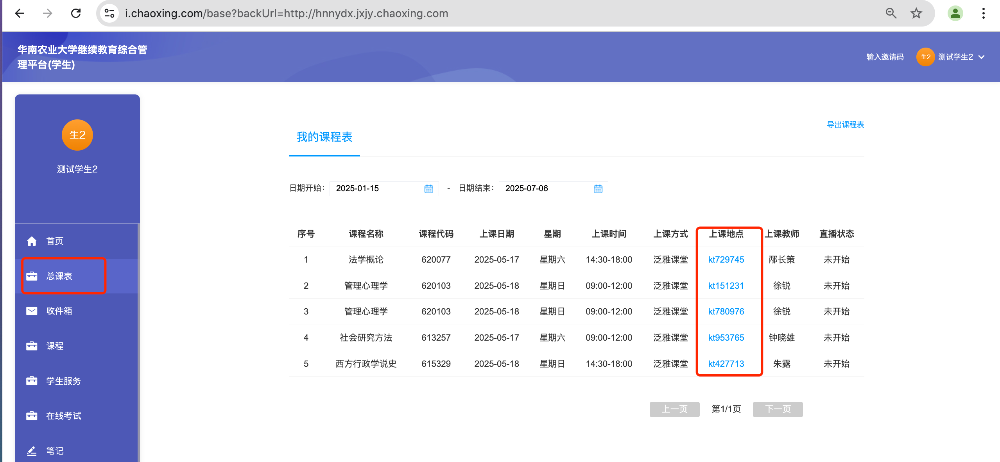 i.chaoxing.com/base?backUrl=http://hnnydx.jxjy.chaoxing.com
华南农业大学继续教育综合管
理平台(学生)
输入邀请码 生2 测试学生2
生2
测试学生2
首页
总课表
收件箱
课程
学生服务
在线考试
笔记
导出课程表
我的课程表
日期开始: 2025-01-15 - 日期结束: 2025-07-06
序号 课程名称 课程代码 上课日期 星期 上课时间 上课方式 上课地点 上课教师 直播状态
1 法学概论 620077 2025-05-17 星期六 14:30-18:00 泛雅课堂 kt729745 邴长策 未开始
2 管理心理学 620103 2025-05-18 星期日 09:00-12:00 泛雅课堂 kt151231 徐锐 未开始
3 管理心理学 620103 2025-05-18 星期日 09:00-12:00 泛雅课堂 kt780976 徐锐 未开始
4 社会研究方法 613257 2025-05-17 星期六 09:00-12:00 泛雅课堂 kt953765 钟晓雄 未开始
5 西方行政学说史 615329 2025-05-18 星期日 14:30-18:00 泛雅课堂 kt427713 朱露 未开始
上一页 第1/1页 下一页